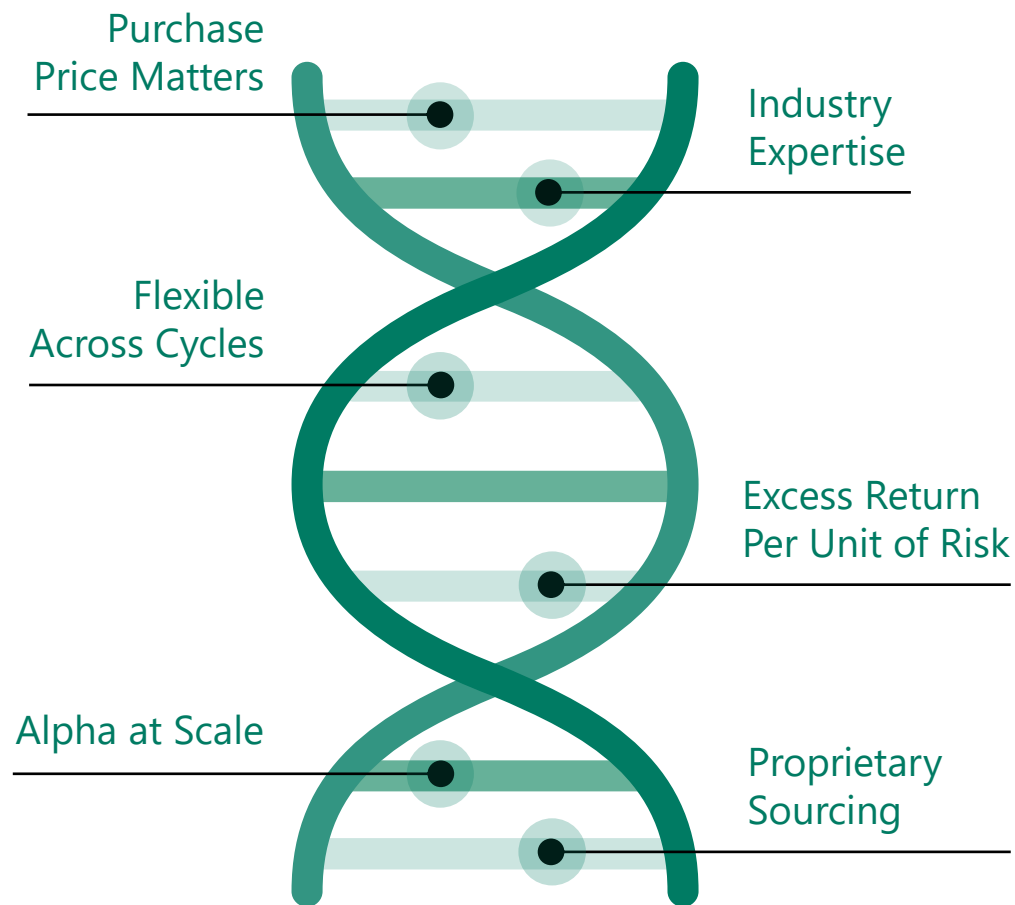 Purchase
Price Matters
Industry
Expertise
Flexible
Across Cycles
Excess Return
Per Unit of Risk
Alpha at Scale
Proprietary
Sourcing